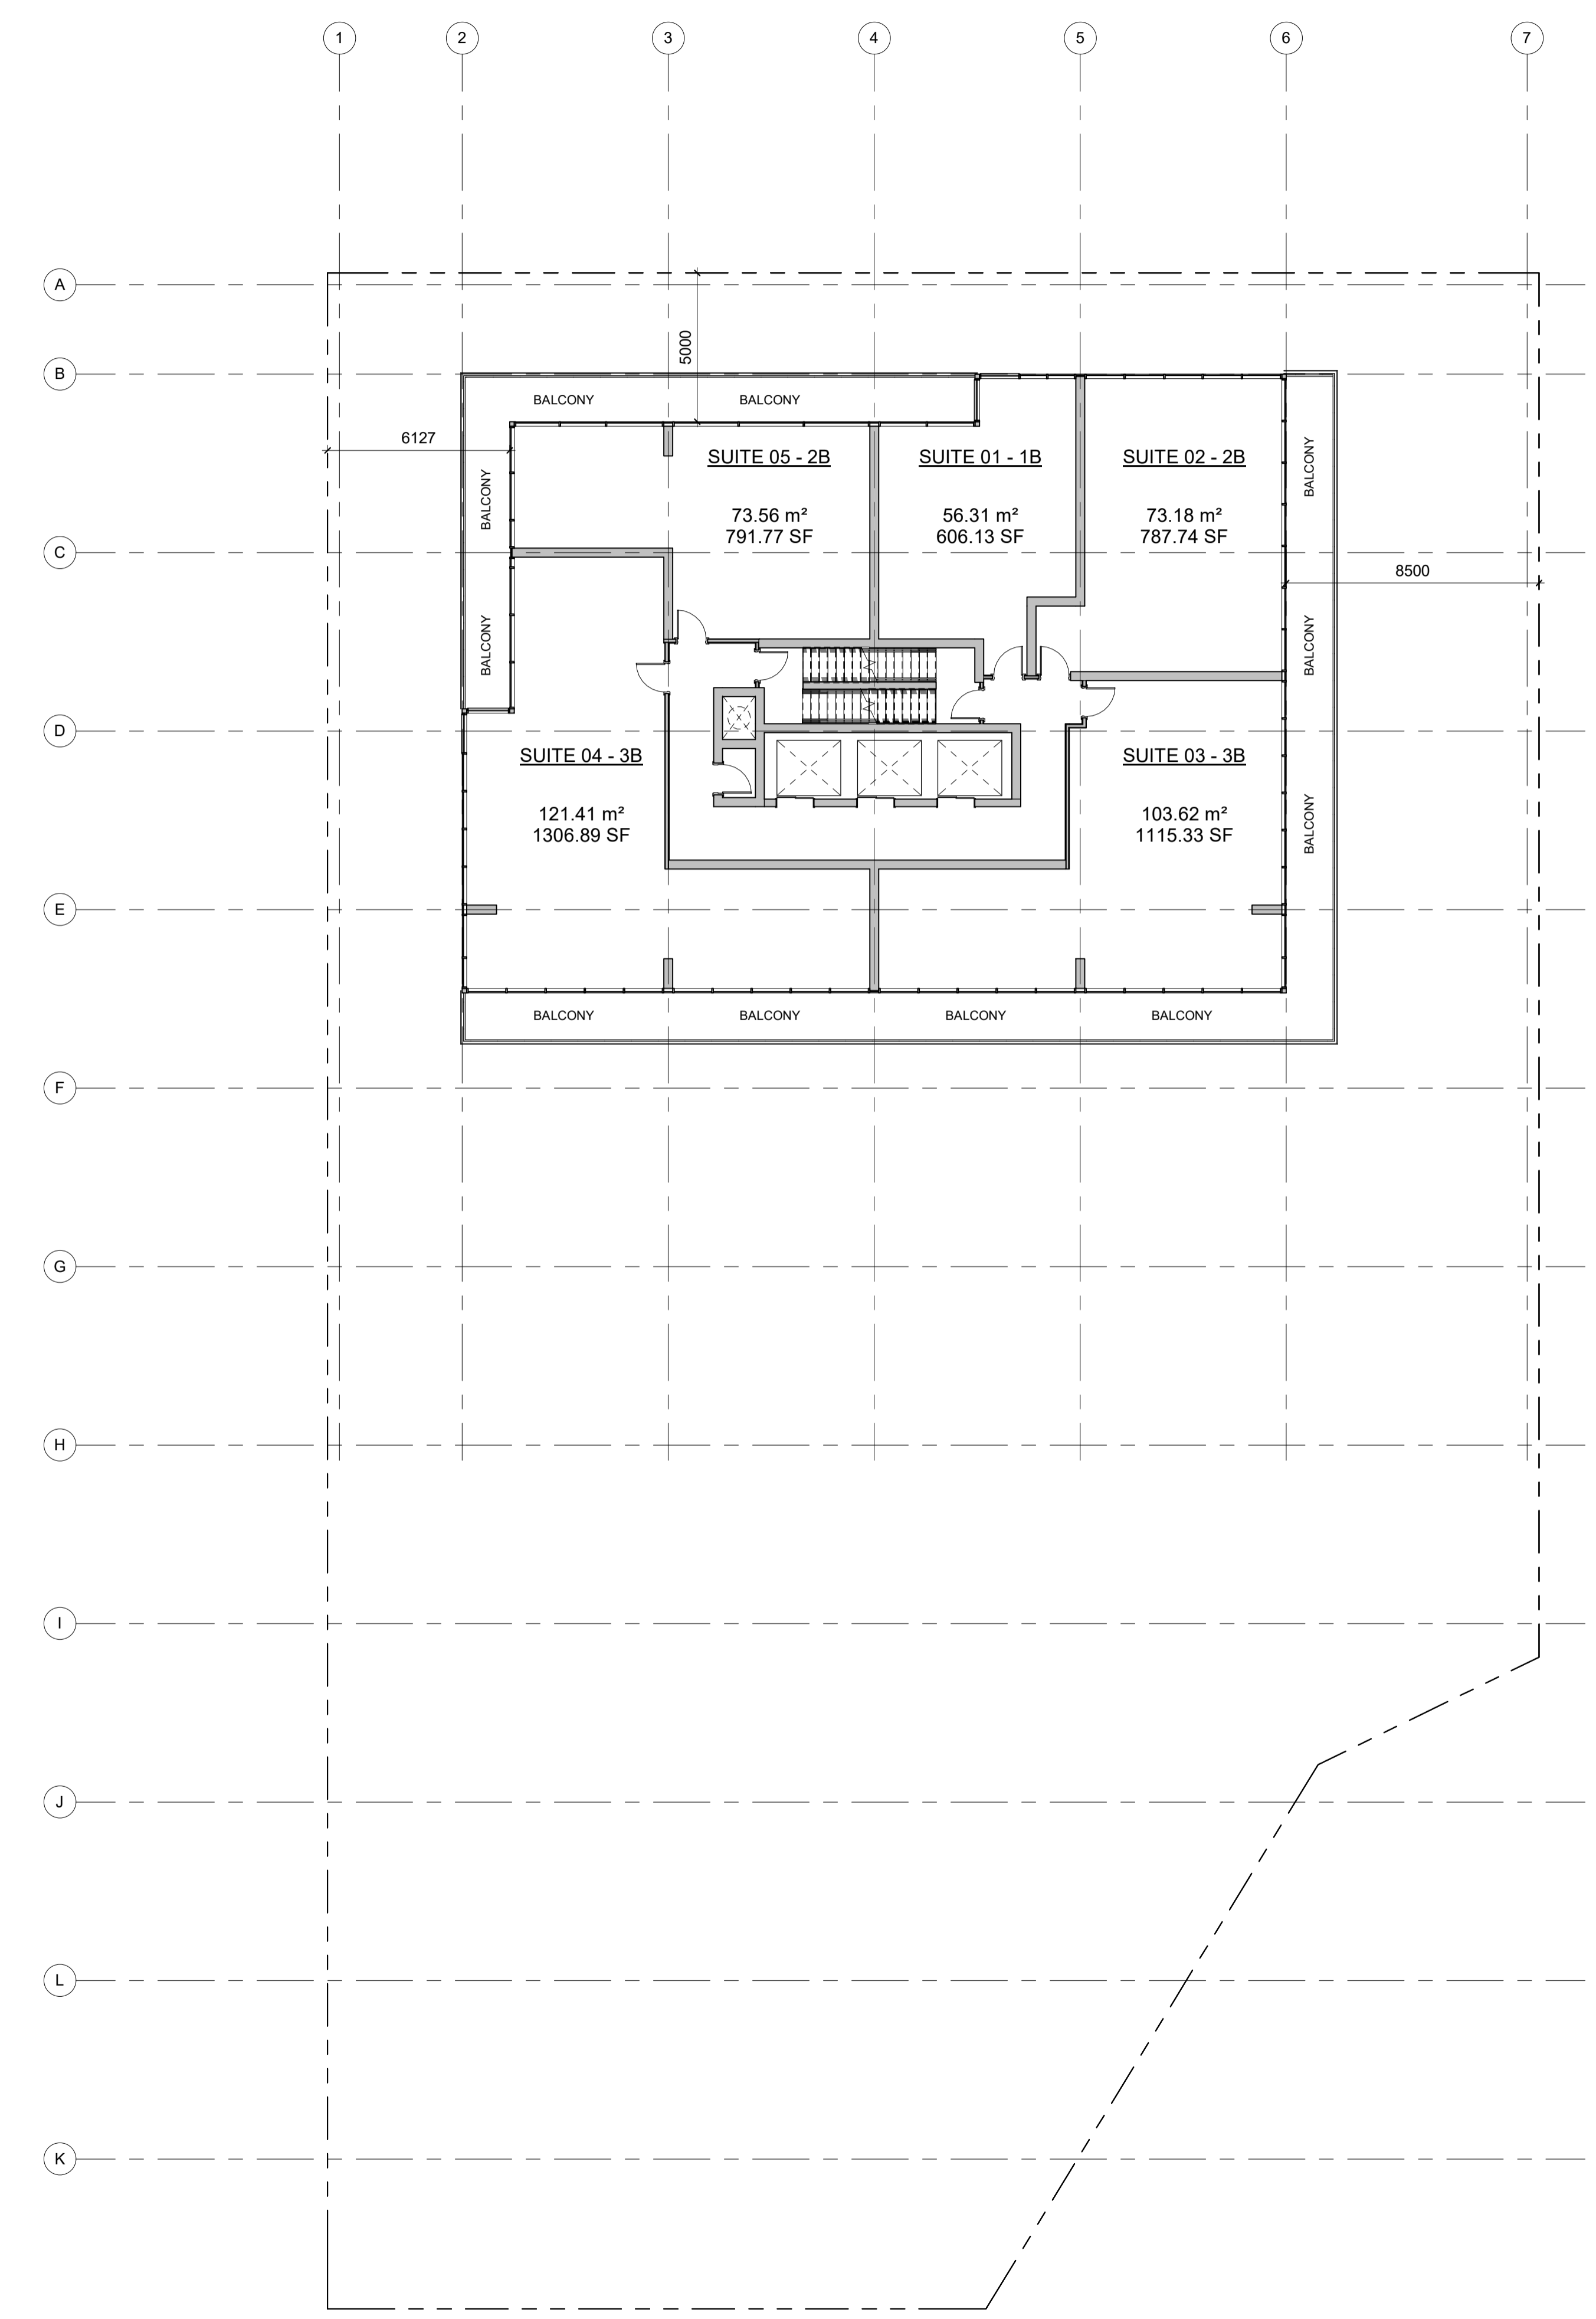 1 2 3 4 5 6 7
A
5000
B
BALCONY BALCONY
6127
BALCONY
SUITE 05 - 2B
73.56 m²
791.77 SF
SUITE 01 - 1B
56.31 m²
606.13 SF
SUITE 02 - 2B
73.18 m²
787.74 SF
BALCONY
C
8500
BALCONY
BALCONY
D
SUITE 04 - 3B
121.41 m²
1306.89 SF
SUITE 03 - 3B
103.62 m²
1115.33 SF
BALCONY
E
BALCONY BALCONY BALCONY BALCONY
F
G
H
I
J
L
K